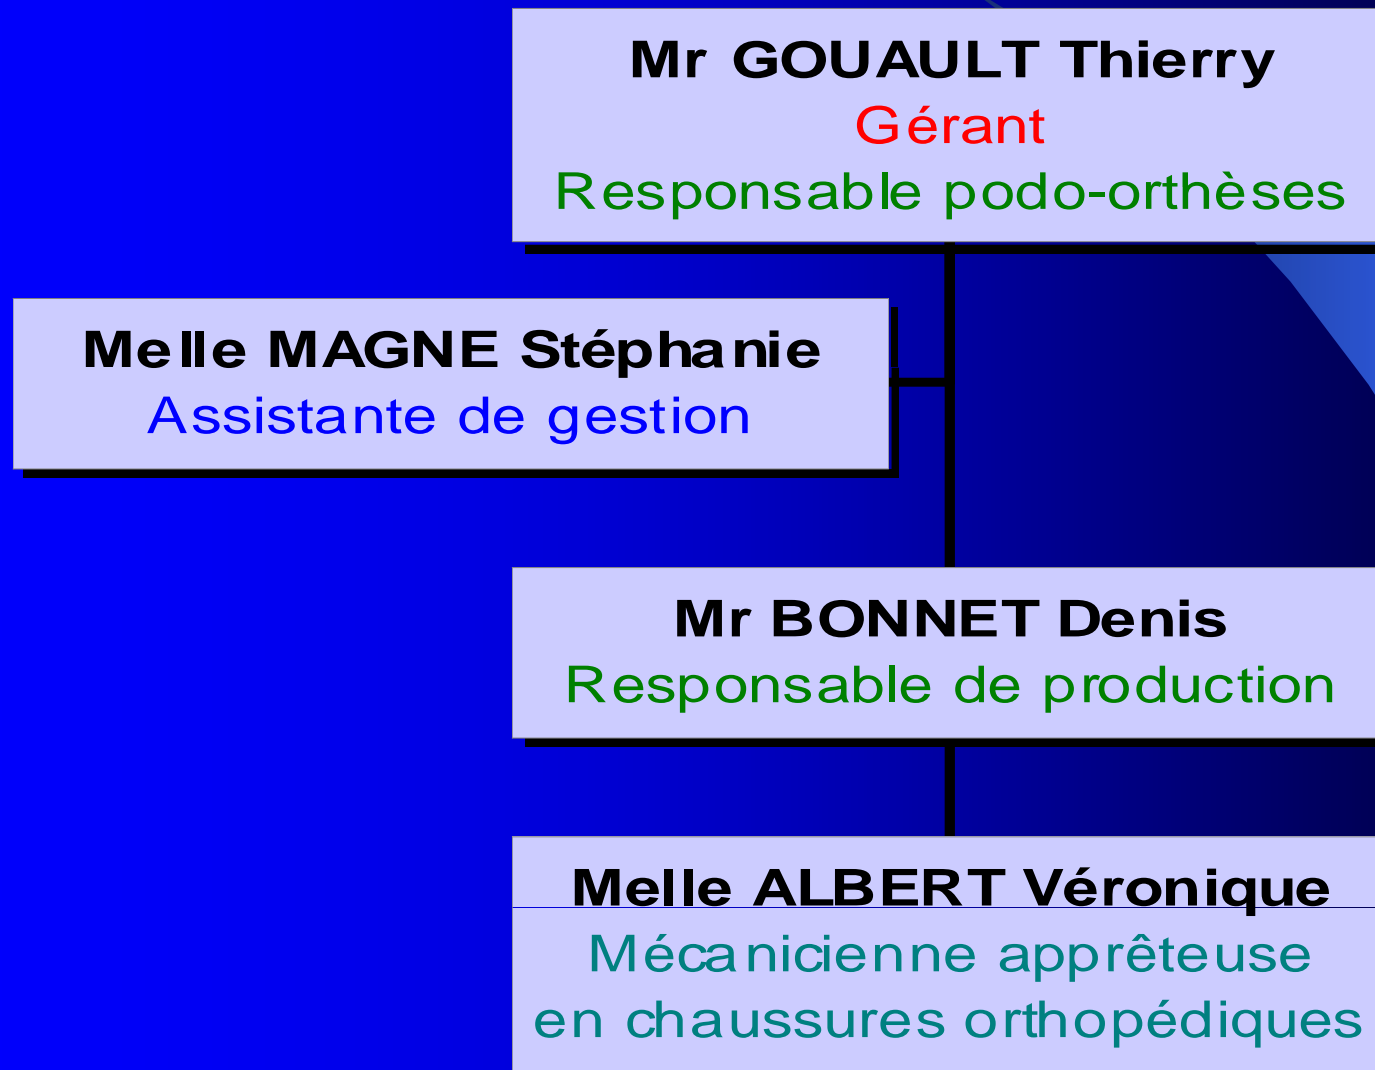 Mr GOUAULT Thierry
Gérant
Responsable podo-orthèses
Melle MAGNE Stéphanie
Assistante de gestion
Mr BONNET Denis
Responsable de production
Melle ALBERT Véronique
Mécanicienne apprêteuse
en chaussures orthopédiques